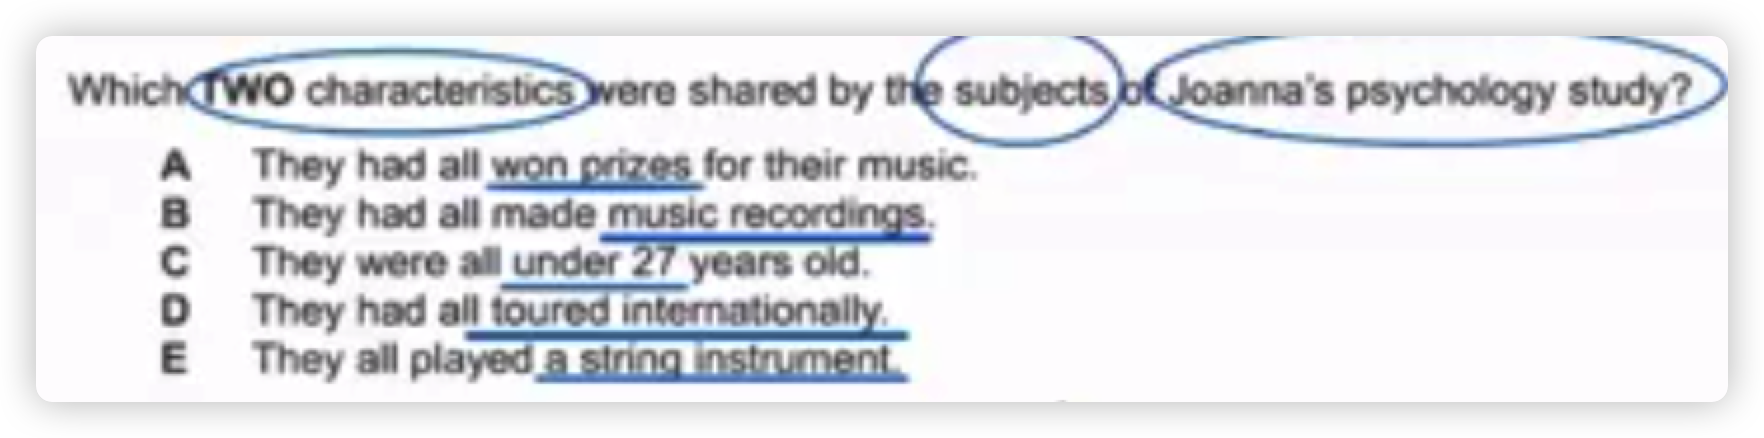 Which TWO characteristics were shared by the subjects of Joanna's psychology study?
A They had all won prizes for their music.
B They had all made music recordings.
C They were all under 27 years old.
D They had all toured internationally.
E They all played a string instrument.